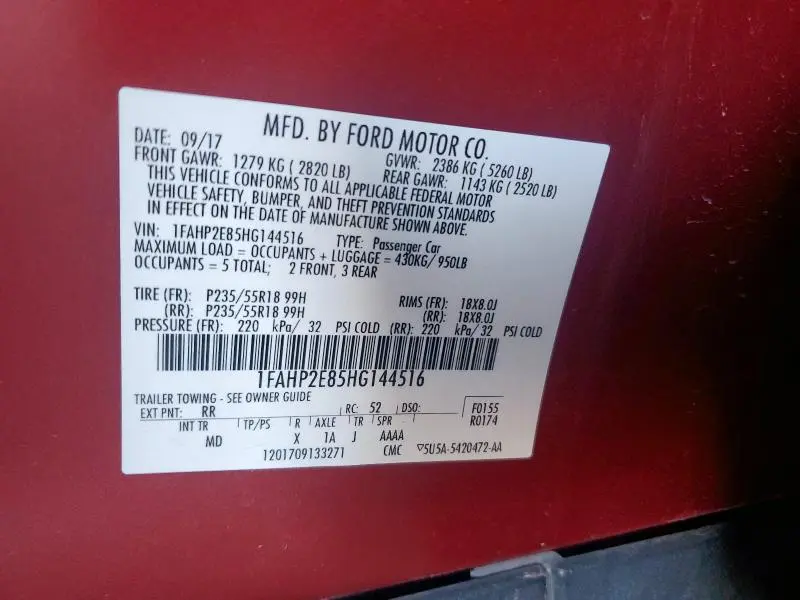 MFD. BY FORD MOTOR CO.
DATE: 09/17 GVWR: 2386 KG ( 5260 LB)
FRONT GAWR: 1279 KG ( 2820 LB) REAR GAWR: 1143 KG ( 2520 LB)
THIS VEHICLE CONFORMS TO ALL APPLICABLE FEDERAL MOTOR
VEHICLE SAFETY, BUMPER, AND THEFT PREVENTION STANDARDS
IN EFFECT ON THE DATE OF MANUFACTURE SHOWN ABOVE.
VIN: 1FAHP2E85HG144516 TYPE: Passenger Car
MAXIMUM LOAD = OCCUPANTS + LUGGAGE = 430KG/ 950LB
OCCUPANTS = 5 TOTAL; 2 FRONT, 3 REAR
TIRE (FR): P235/55R18 99H RIMS (FR): 18X8.0J
(RR): P235/55R18 99H (RR): 18X8.0J
PRESSURE (FR): 220 kPa/ 32 PSI COLD (RR): 220 kPa/ 32 PSI COLD
1FAHP2E85HG144516
TRAILER TOWING - SEE OWNER GUIDE
EXT PNT: RR RC: 52 DSO: F0155
R0174
INT TR TP/PS R AXLE TR SPR
MD X 1A J AAAA
1201709133271 CMC ▽5U5A-5420472-AA